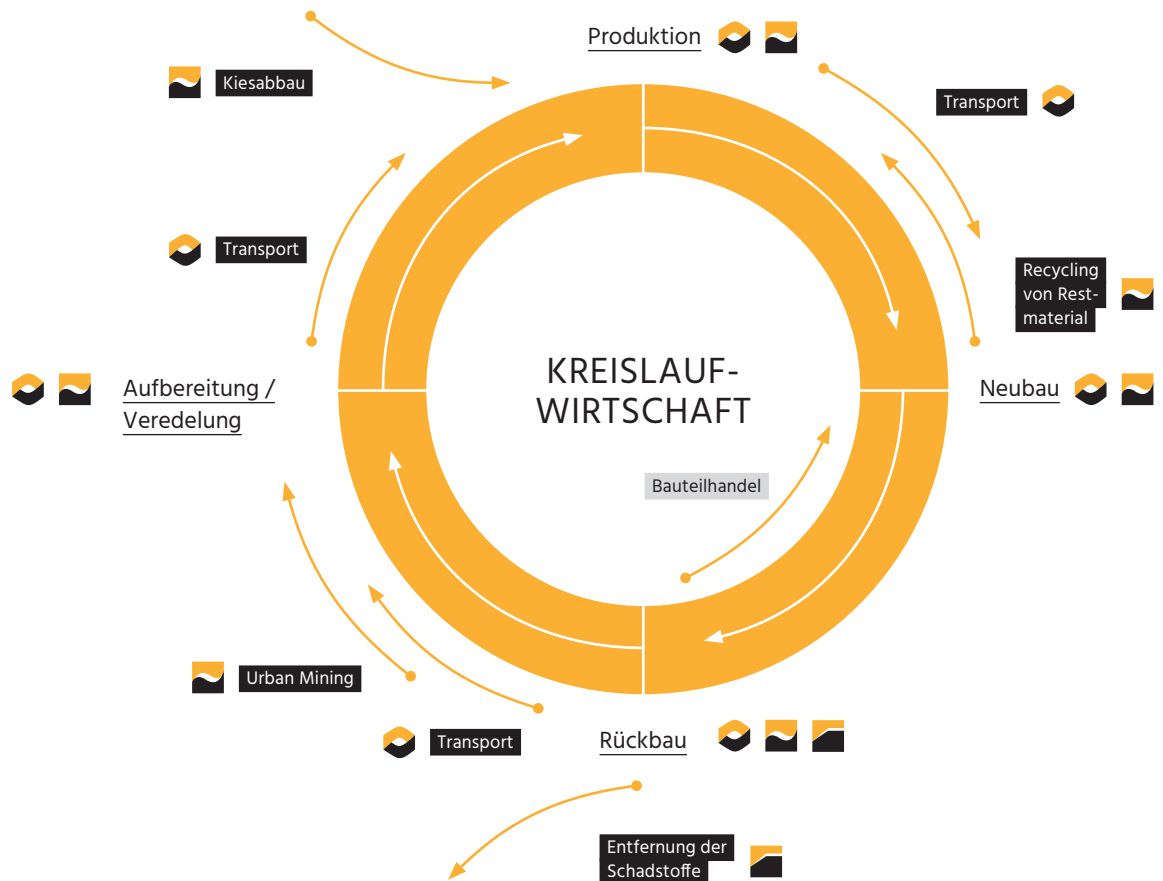 Produktion
Kiesabbau
Transport
Transport
Recycling
von Rest-
material
KREISLAUF-
WIRTSCHAFT
Aufbereitung /
Veredelung
Neubau
Bauteilhandel
Urban Mining
Transport
Rückbau
Entfernung der
Schadstoffe